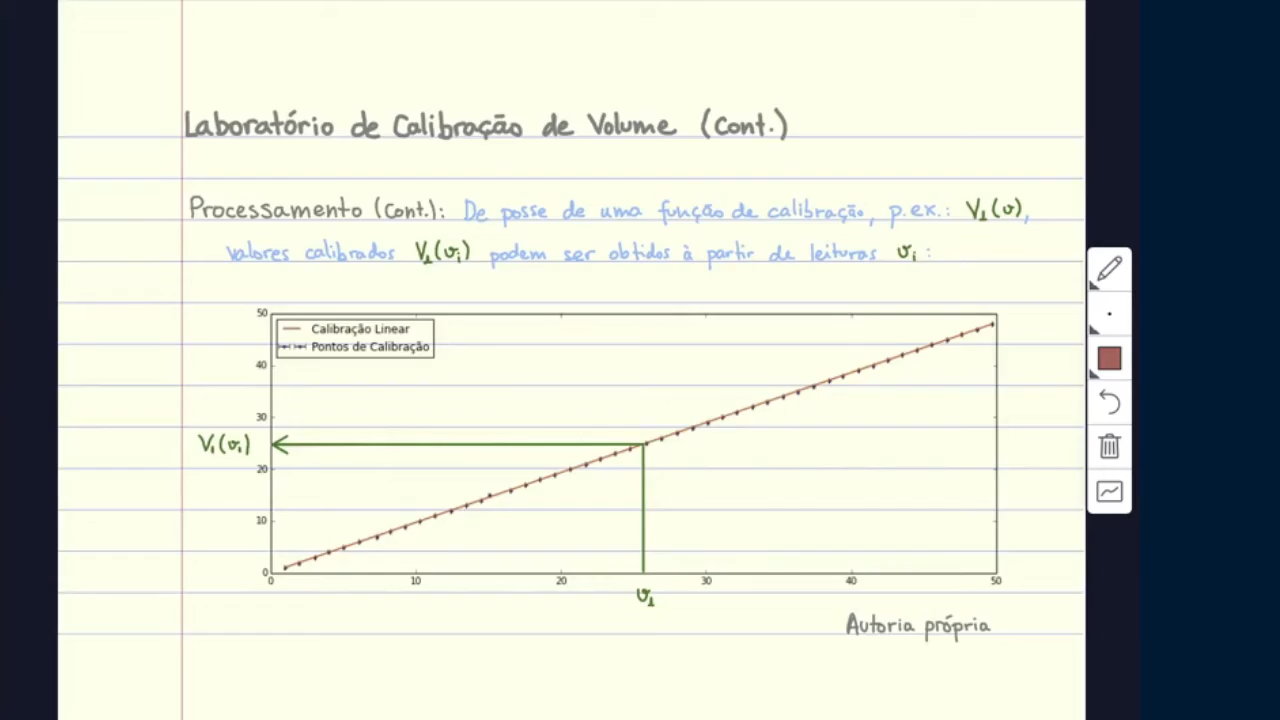 Laboratório de Calibração de Volume (Cont.)
Processamento (Cont.): De posse de uma função de calibração, p.ex.: V₁(v),
valores calibrados V₁(vᵢ) podem ser obtidos à partir de leituras vᵢ:
50
Calibração Linear
Pontos de Calibração
40
30
V₁(vᵢ)
20
10
0
0 10 20 30 40 50
v₁
Autoria própria